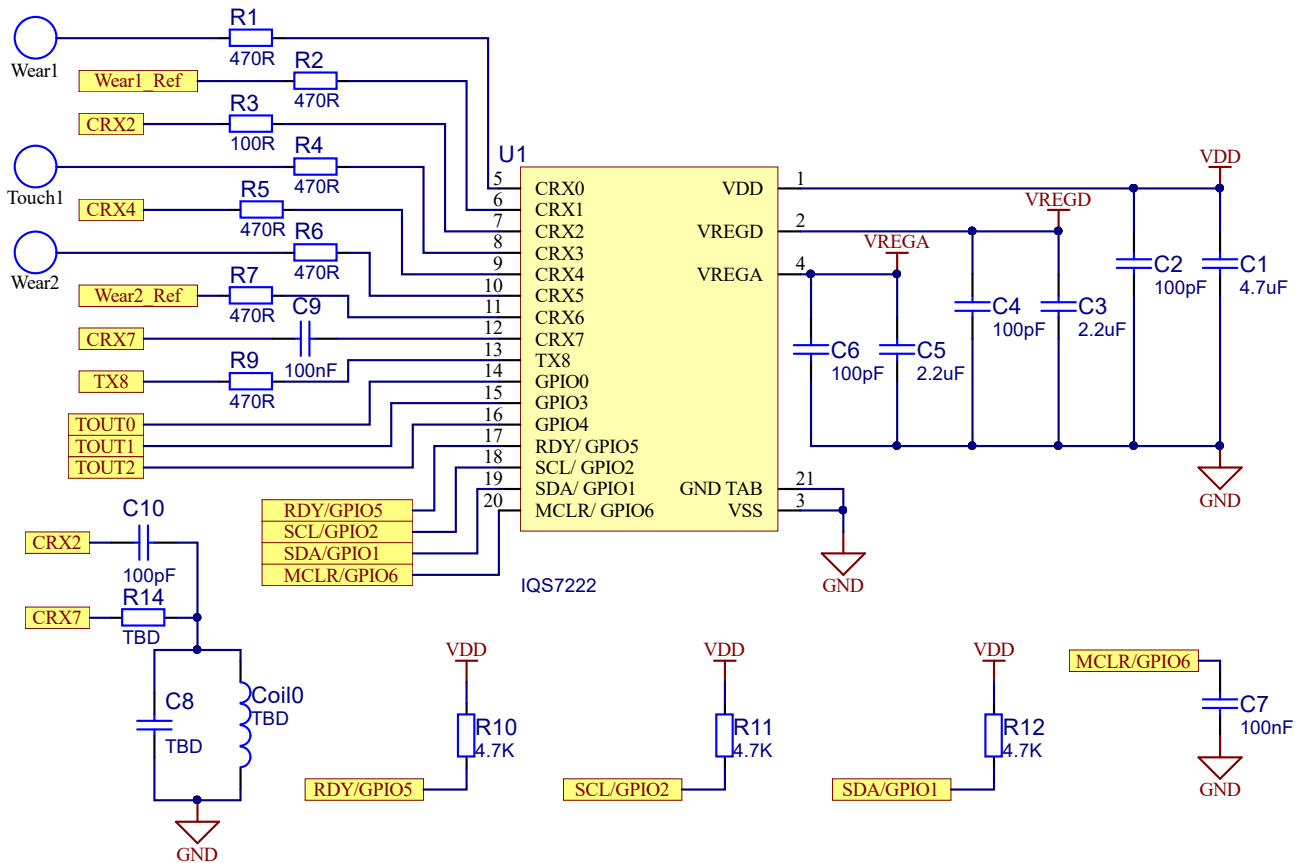 R1
470R
Wear1
R2
Wear1_Ref
470R
R3
CRX2
100R
R4
470R
Touch1
R5
CRX4
470R
R6
470R
Wear2
R7
Wear2_Ref
470R
C9
CRX7
100nF
R9
TX8
470R
TOUT0
TOUT1
TOUT2
RDY/GPIO5
SCL/GPIO2
SDA/GPIO1
MCLR/GPIO6
U1
5 CRX0
6 CRX1
7 CRX2
8 CRX3
9 CRX4
10 CRX5
11 CRX6
12 CRX7
13 TX8
14 GPIO0
15 GPIO3
16 GPIO4
17 RDY/ GPIO5
18 SCL/ GPIO2
19 SDA/ GPIO1
20 MCLR/ GPIO6
VDD 1
VREGD 2
VREGA 4
GND TAB 21
VSS 3
IQS7222
GND
VREGA
VREGD
VDD
C6
100pF
C5
2.2uF
C4
100pF
C3
2.2uF
C2
100pF
C1
4.7uF
GND
C10
CRX2
100pF
R14
CRX7
TBD
C8
TBD
Coil0
TBD
GND
VDD
R10
4.7K
RDY/GPIO5
VDD
R11
4.7K
SCL/GPIO2
VDD
R12
4.7K
SDA/GPIO1
MCLR/GPIO6
C7
100nF
GND